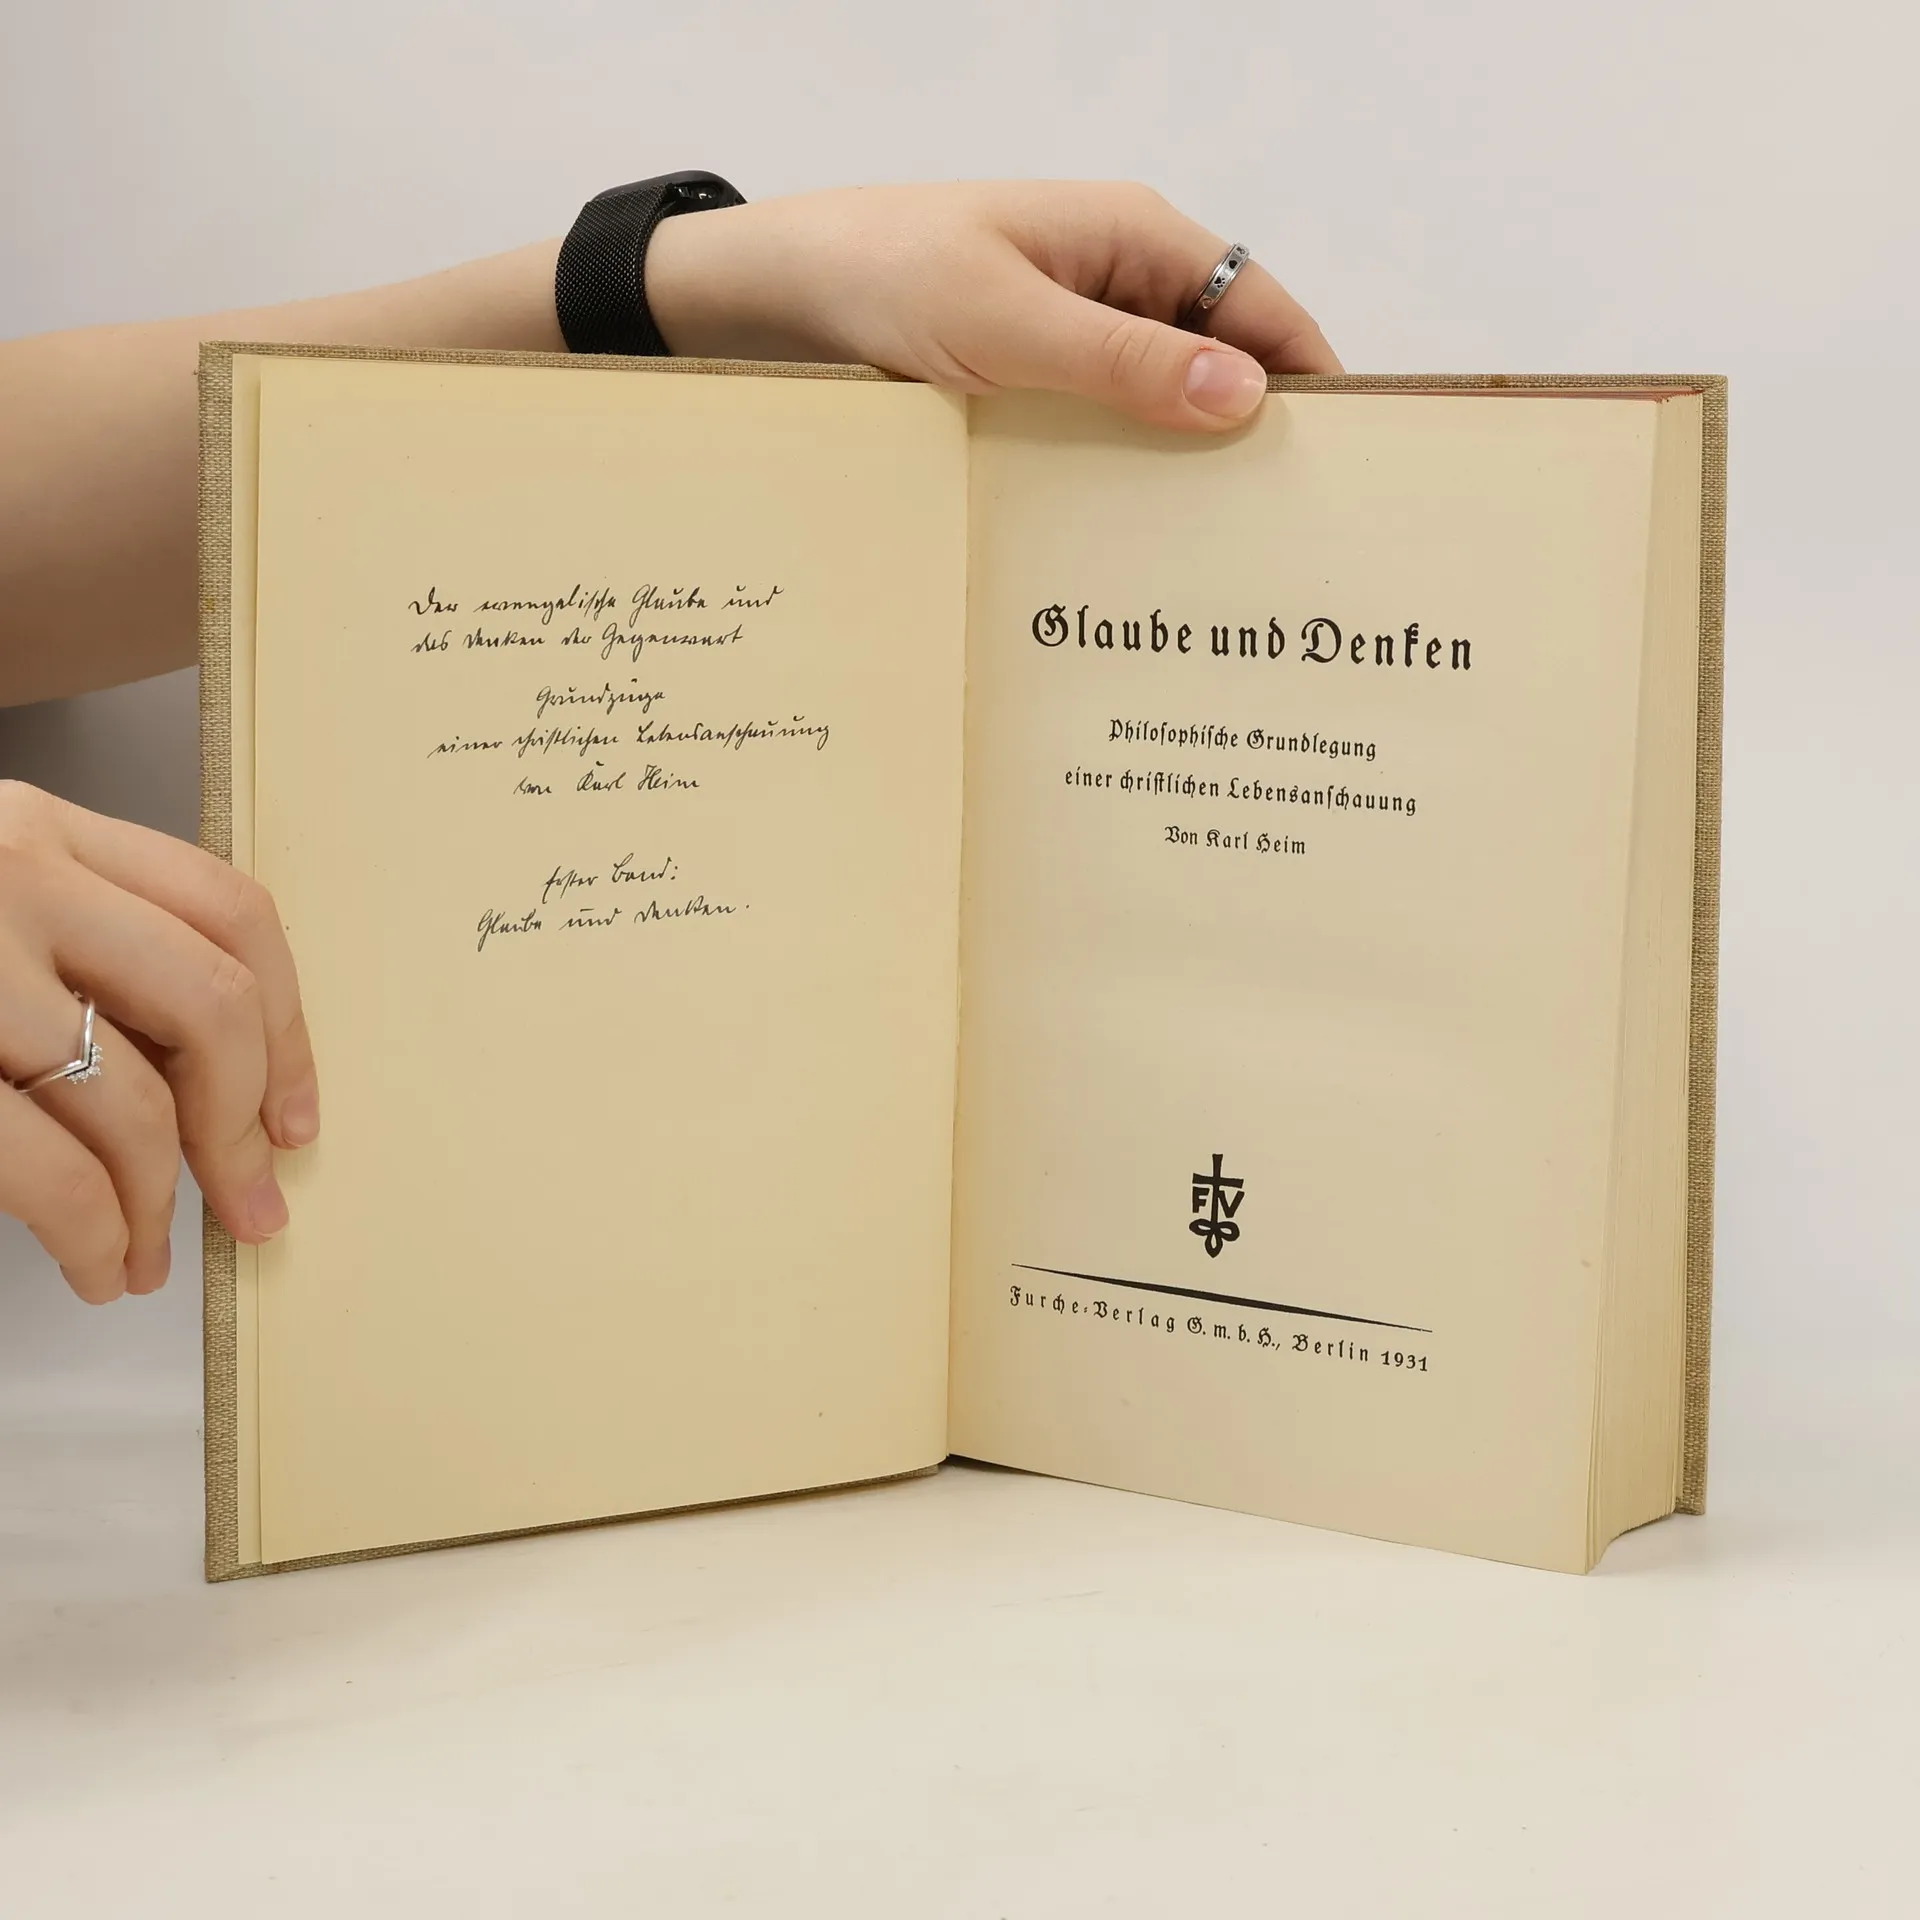 Der evangelische Glaube und
das Denken der Gegenwart
Grundzüge
einer christlichen Lebensanschauung
von Karl Heim
Erster Band:
Glaube und Denken.
Glaube und Denken
Philosophische Grundlegung
einer christlichen Lebensanschauung
Von Karl Heim
FV
Furche-Verlag G.m.b.H., Berlin 1931